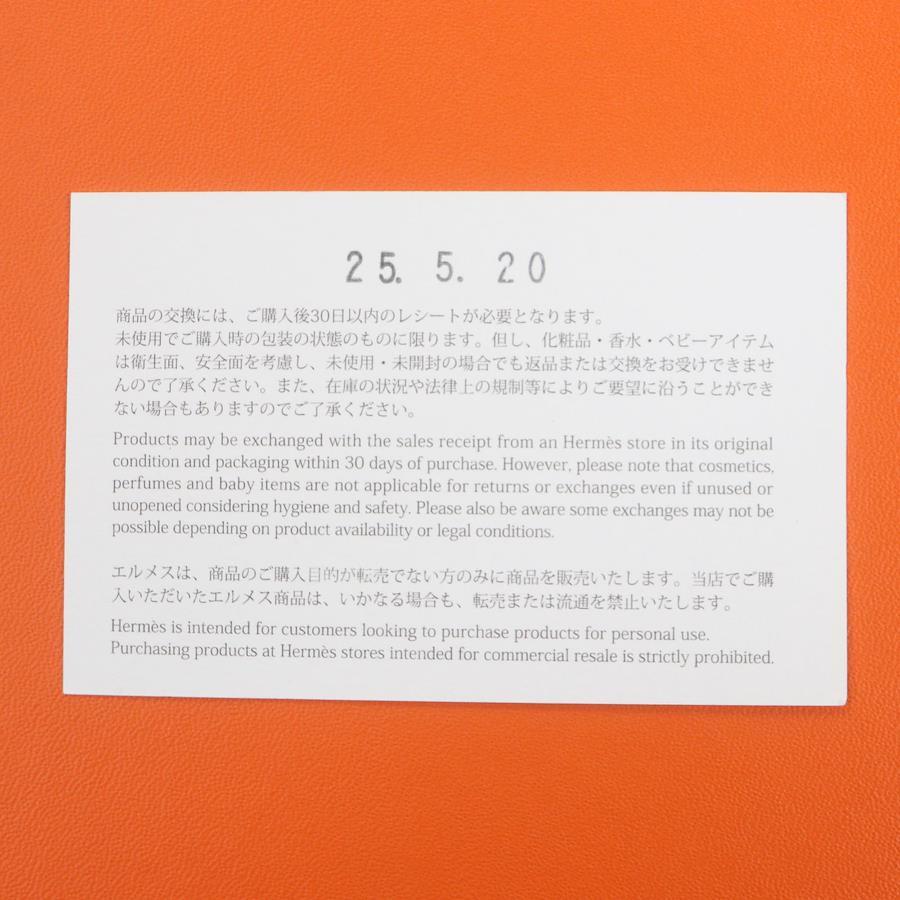 25. 5. 20
商品の交換には、ご購入後30日以内のレシートが必要となります。
未使用でご購入時の包装の状態のものに限ります。但し、化粧品・香水・ベビーアイテム
は衛生面、安全面を考慮し、未使用・未開封の場合でも返品または交換をお受けできませ
んので了承ください。また、在庫の状況や法律上の規制等によりご要望に沿うことができ
ない場合もありますのでご了承ください。
Products may be exchanged with the sales receipt from an Hermès store in its original
condition and packaging within 30 days of purchase. However, please note that cosmetics,
perfumes and baby items are not applicable for returns or exchanges even if unused or
unopened considering hygiene and safety. Please also be aware some exchanges may not be
possible depending on product availability or legal conditions.
エルメスは、商品のご購入目的が転売でない方のみに商品を販売いたします。当店でご購
入いただいたエルメス商品は、いかなる場合も、転売または流通を禁止いたします。
Hermès is intended for customers looking to purchase products for personal use.
Purchasing products at Hermès stores intended for commercial resale is strictly prohibited.